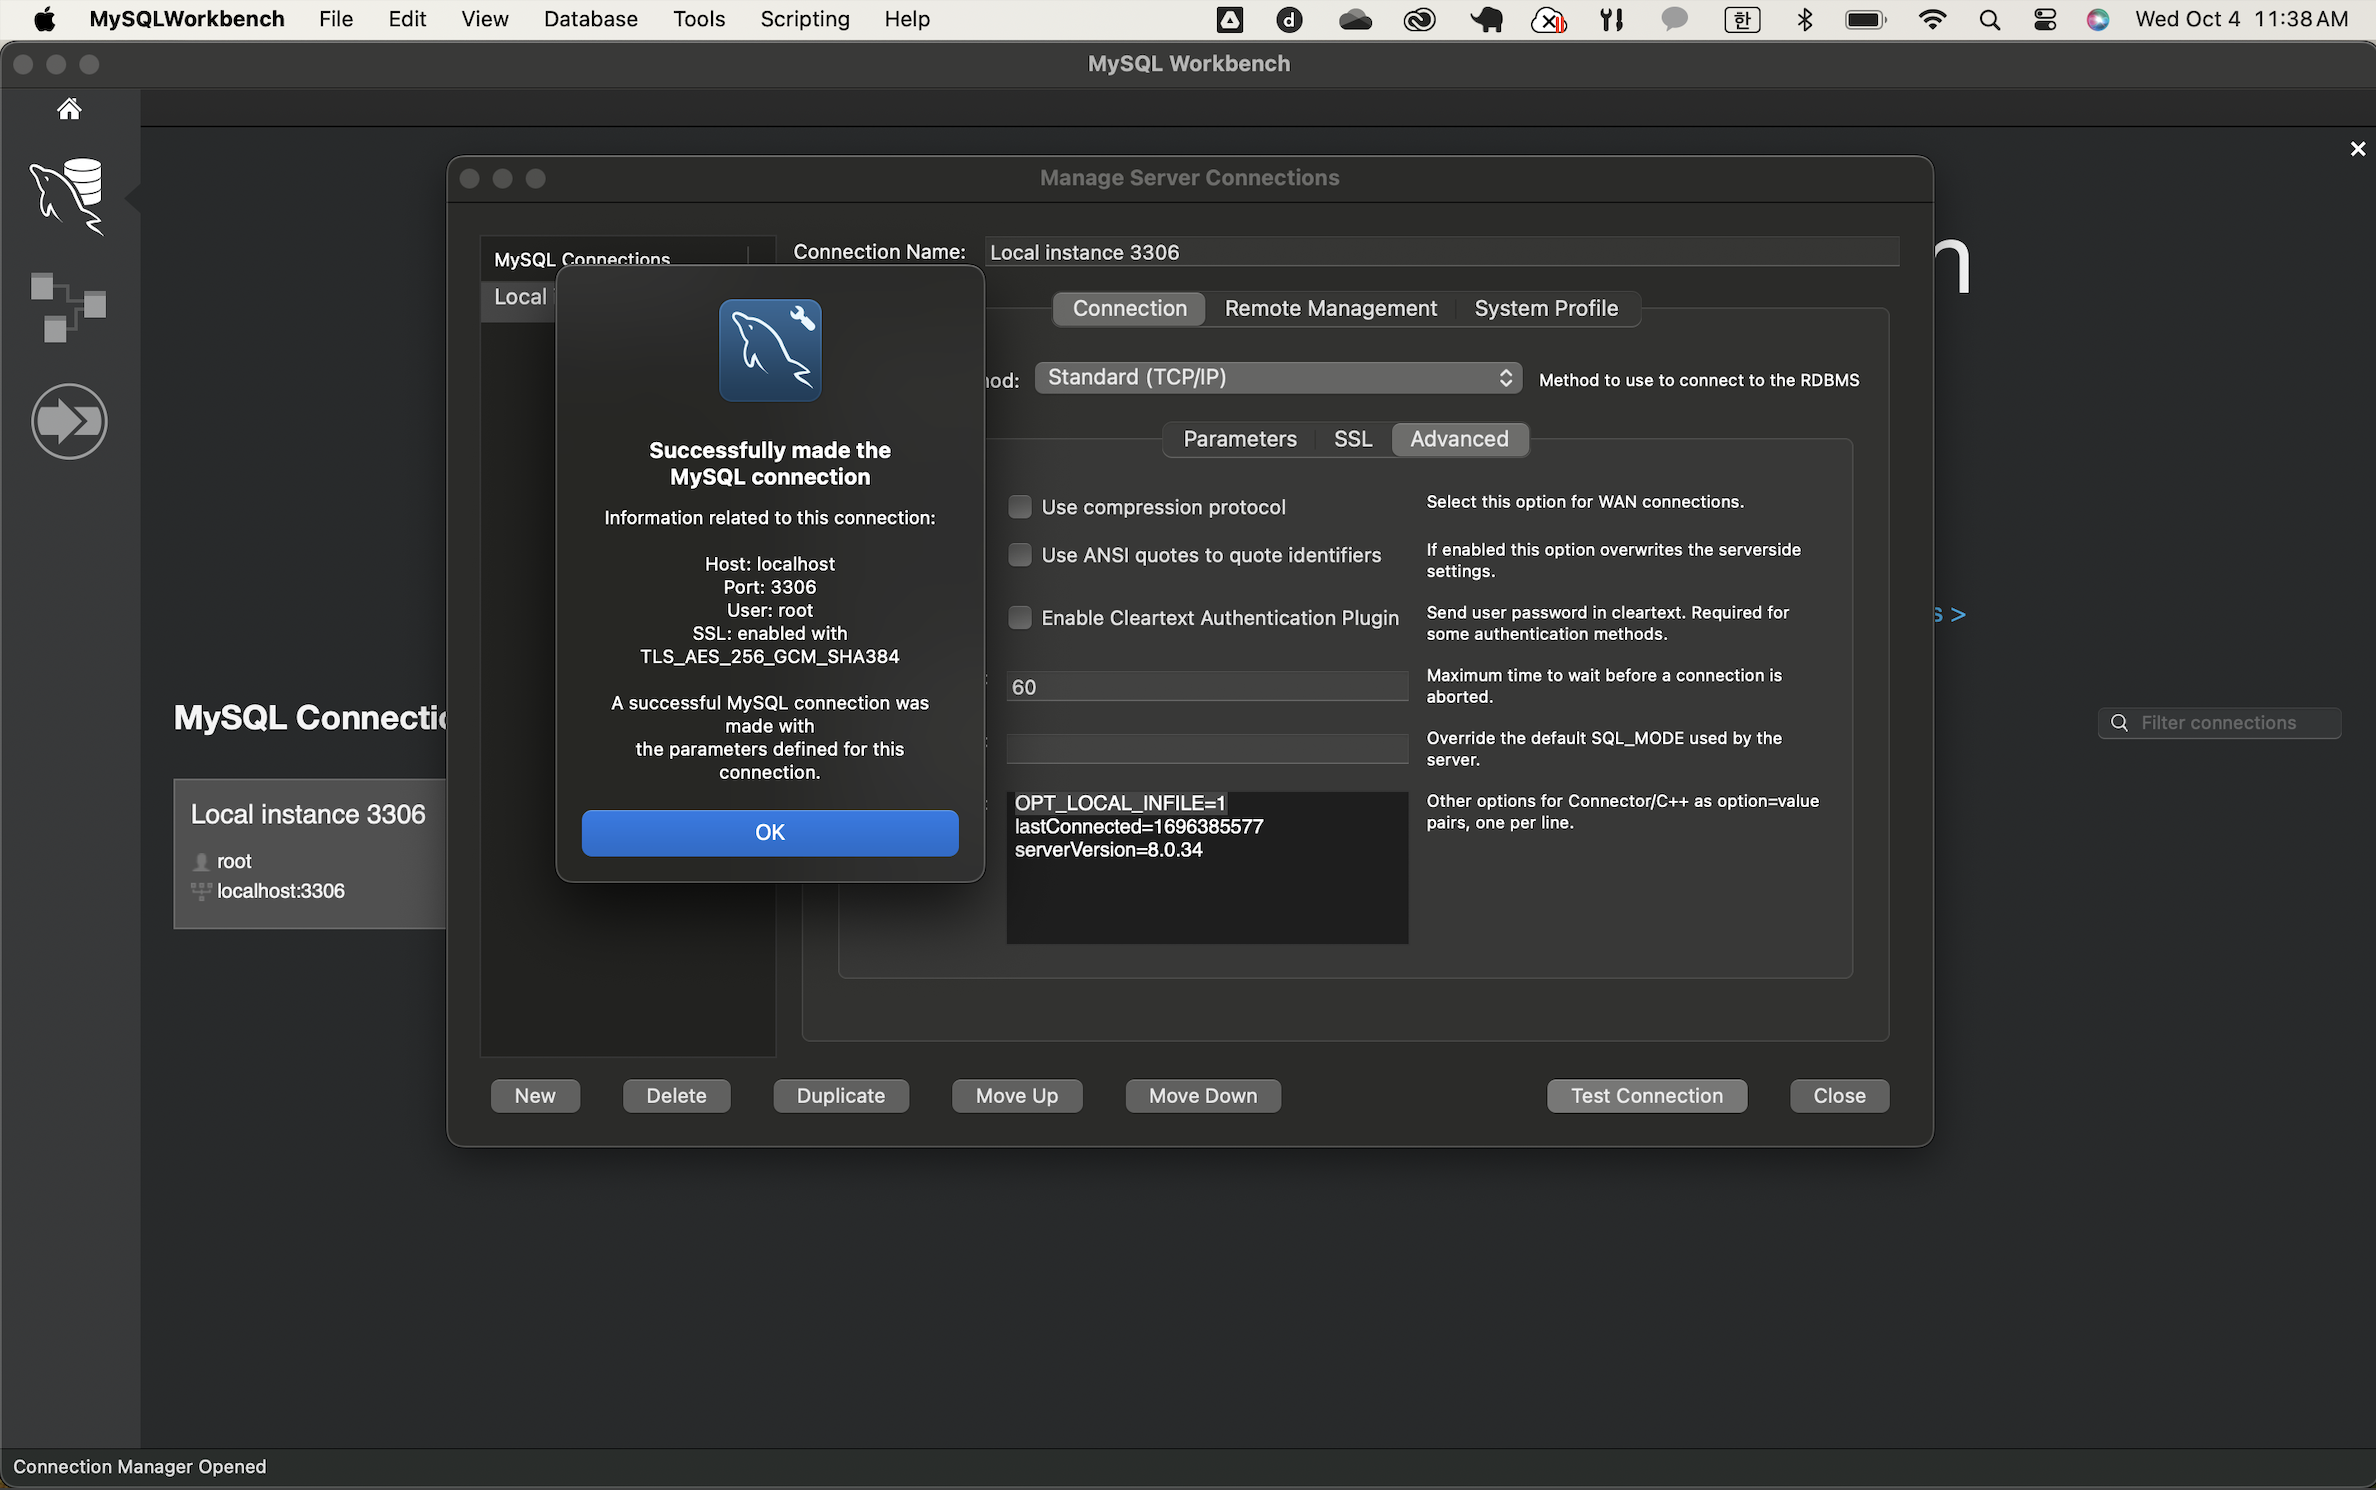 MySQLWorkbench File Edit View Database Tools Scripting Help
한
Wed Oct 4 11:38 AM
MySQL Workbench
Manage Server Connections
MySQL Connections
Local
Connection Name: Local instance 3306
Connection Remote Management System Profile
Standard (TCP/IP) Method to use to connect to the RDBMS
Parameters SSL Advanced
Use compression protocol
Select this option for WAN connections.
Use ANSI quotes to quote identifiers
If enabled this option overwrites the serverside
settings.
Enable Cleartext Authentication Plugin
Send user password in cleartext. Required for
some authentication methods.
60
Maximum time to wait before a connection is
aborted.
Override the default SQL_MODE used by the
server.
OPT_LOCAL_INFILE=1
lastConnected=1696385577
serverVersion=8.0.34
Other options for Connector/C++ as option=value
pairs, one per line.
New Delete Duplicate Move Up Move Down Test Connection Close
Successfully made the
MySQL connection
Information related to this connection:
Host: localhost
Port: 3306
User: root
SSL: enabled with
TLS_AES_256_GCM_SHA384
A successful MySQL connection was
made with
the parameters defined for this
connection.
OK
MySQL Connectio
Filter connections
Local instance 3306
root
localhost:3306
Connection Manager Opened